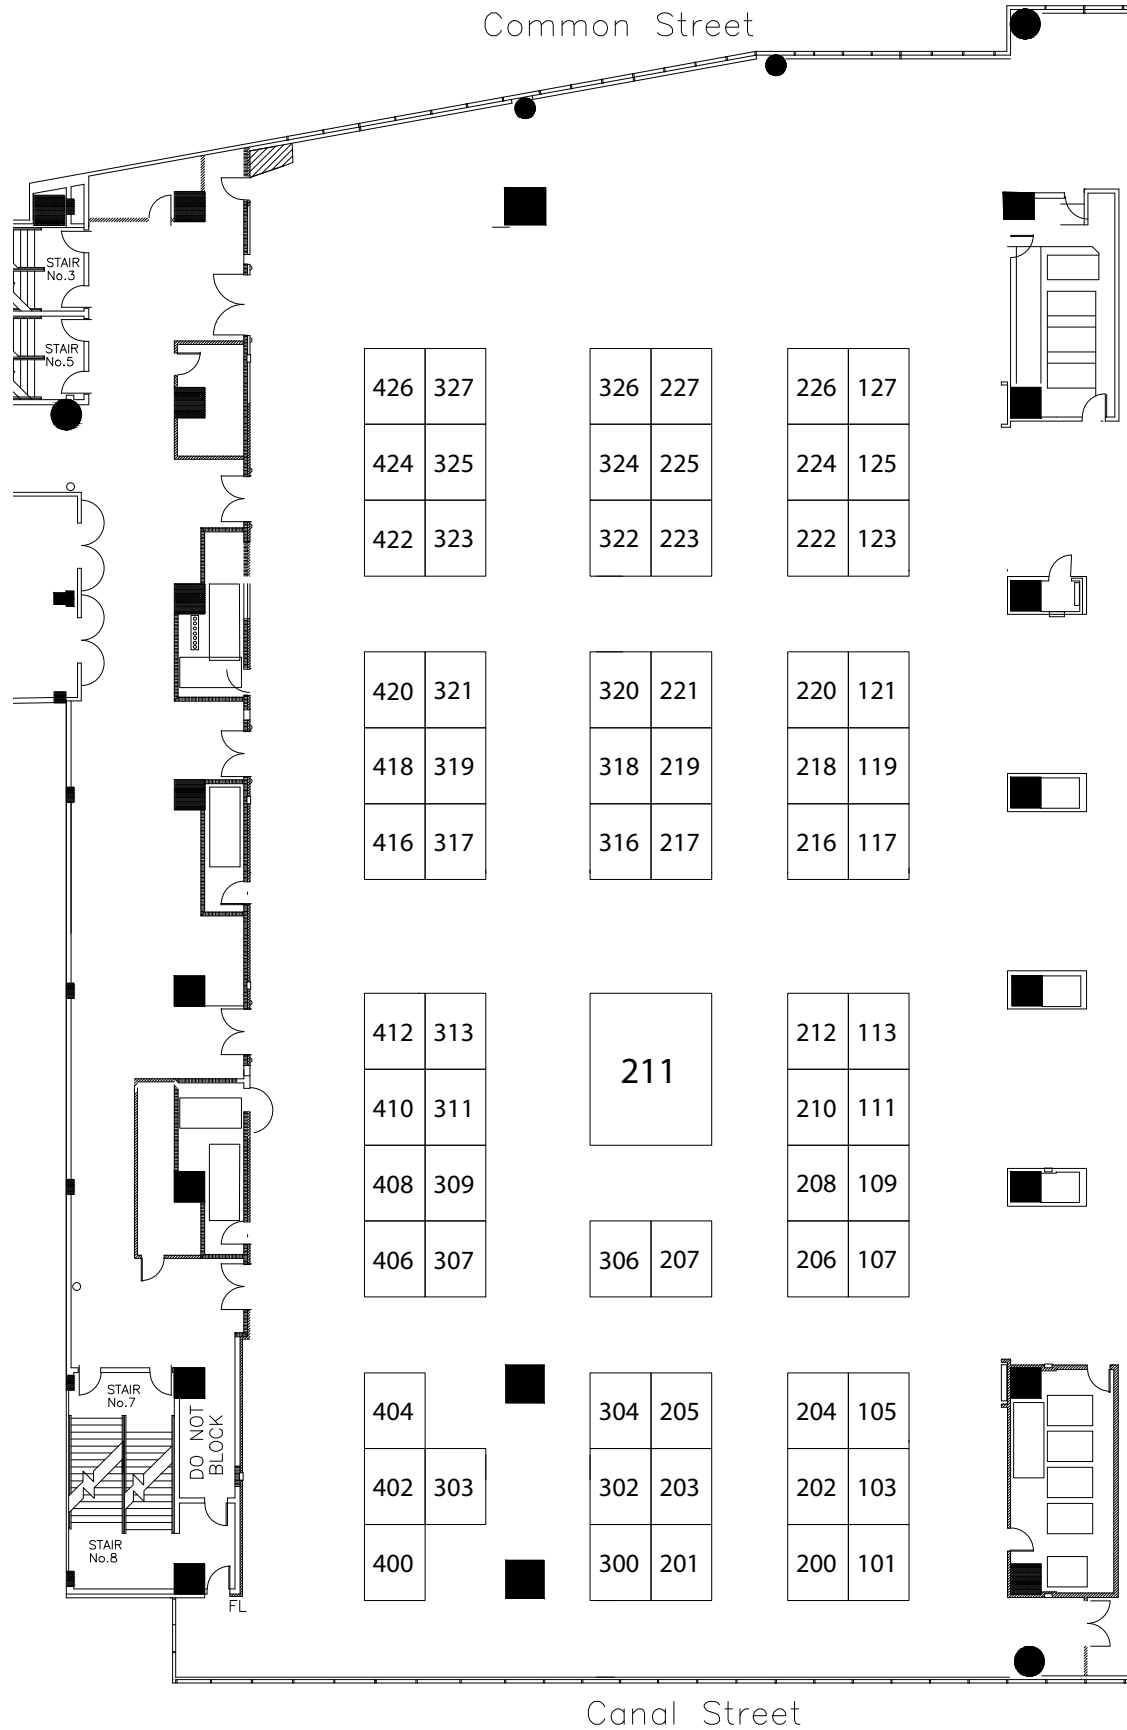 Common Street
STAIR
No.3
STAIR
No.5
426 327 326 227 226 127
424 325 324 225 224 125
422 323 322 223 222 123
420 321 320 221 220 121
418 319 318 219 218 119
416 317 316 217 216 117
412 313 211 212 113
410 311 210 111
408 309 208 109
406 307 306 207 206 107
STAIR
No.7
DO NOT
BLOCK
404 304 205 204 105
402 303 302 203 202 103
STAIR
No.8
400 300 201 200 101
FL
Canal Street